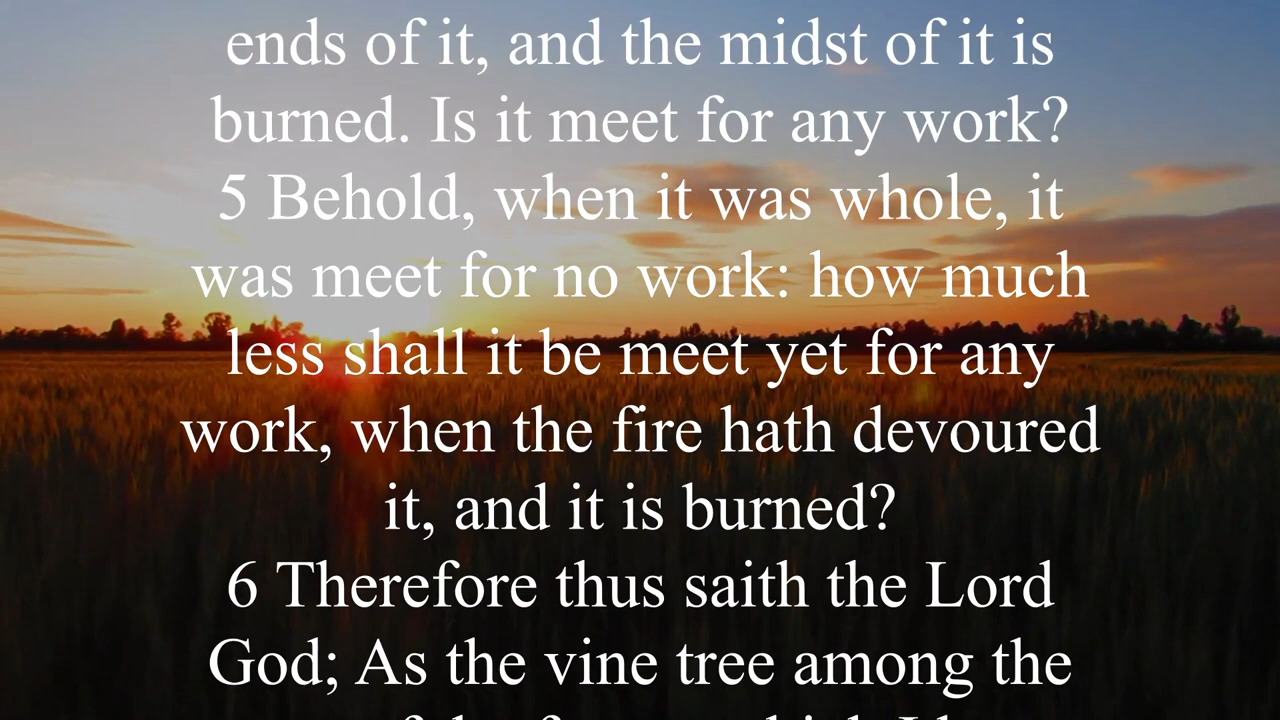 ends of it, and the midst of it is
burned. Is it meet for any work?
5 Behold, when it was whole, it
was meet for no work: how much
less shall it be meet yet for any
work, when the fire hath devoured
it, and it is burned?
6 Therefore thus saith the Lord
God; As the vine tree among the